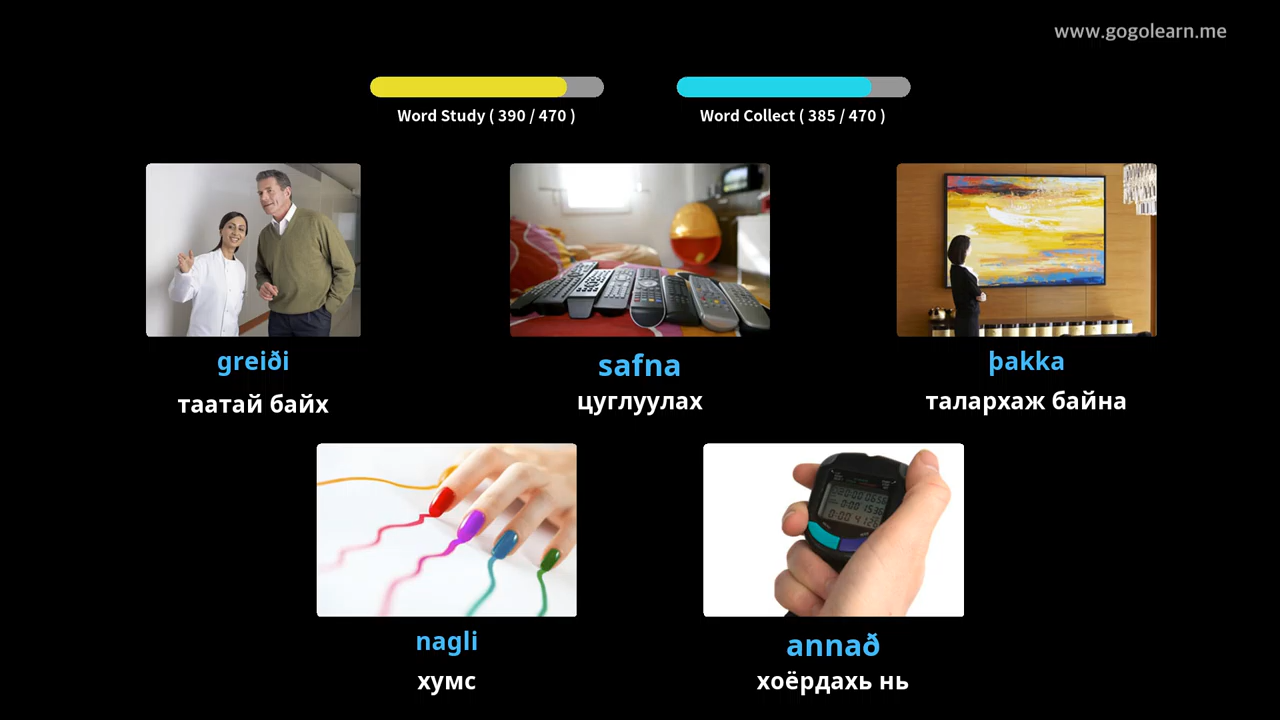 www.gogolearn.me
Word Study ( 390 / 470 )
Word Collect ( 385 / 470 )
greiði
таатай байх
safna
цуглуулах
þakka
талархаж байна
nagli
хумс
annað
хоёрдахь нь